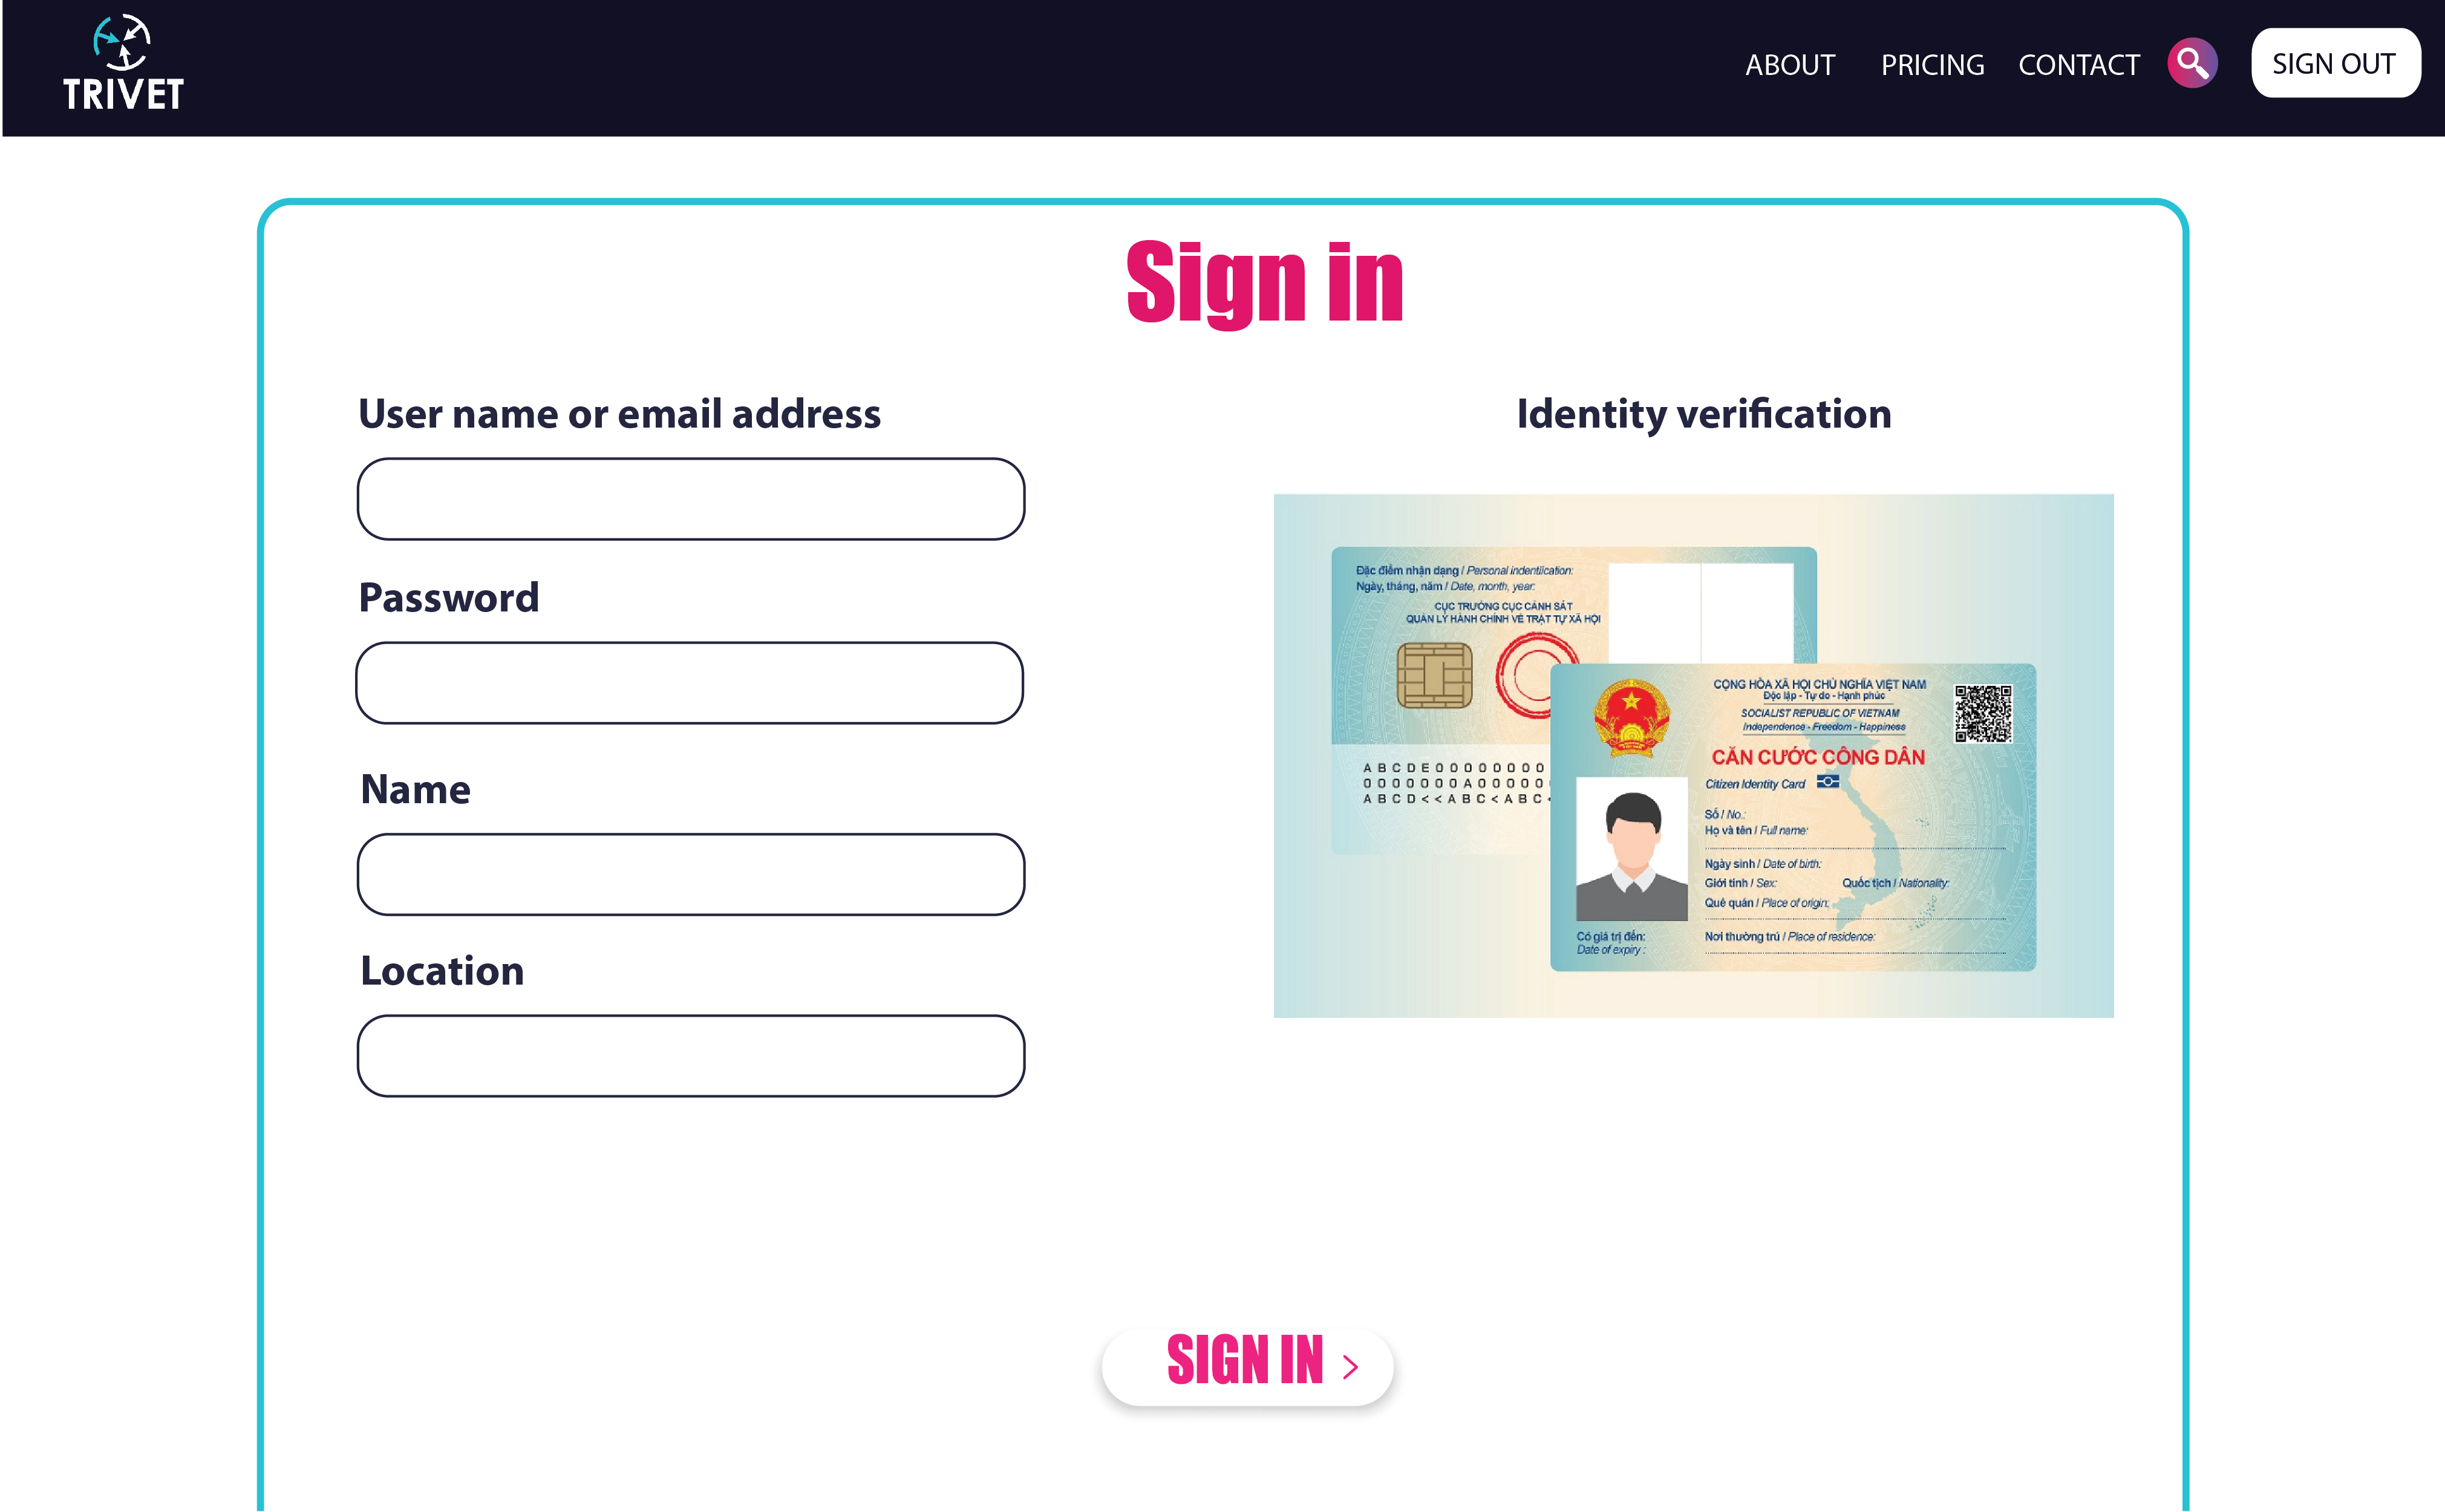 TRIVET
ABOUT PRICING CONTACT SIGN OUT
Sign in
User name or email address
Password
Name
Location
Identity verification
Đặc điểm nhận dạng / Personal indentiication:
Ngày, tháng, năm / Date, month, year:
CỤC TRƯỞNG CỤC CẢNH SÁT
QUẢN LÝ HÀNH CHÍNH VỀ TRẬT TỰ XÃ HỘI
A B C D E 0 0 0 0 0 0 0 0
0 0 0 0 0 0 0 A 0 0 0 0 0
A B C D < < A B C < A B C <
CỘNG HÒA XÃ HỘI CHỦ NGHĨA VIỆT NAM
Độc lập - Tự do - Hạnh phúc
SOCIALIST REPUBLIC OF VIETNAM
Independence - Freedom - Happiness
CĂN CƯỚC CÔNG DÂN
Citizen Identity Card
Số / No.:
Họ và tên / Full name:
Ngày sinh / Date of birth:
Giới tính / Sex: Quốc tịch / Nationality:
Quê quán / Place of origin:
Nơi thường trú / Place of residence:
Có giá trị đến:
Date of expiry :
SIGN IN